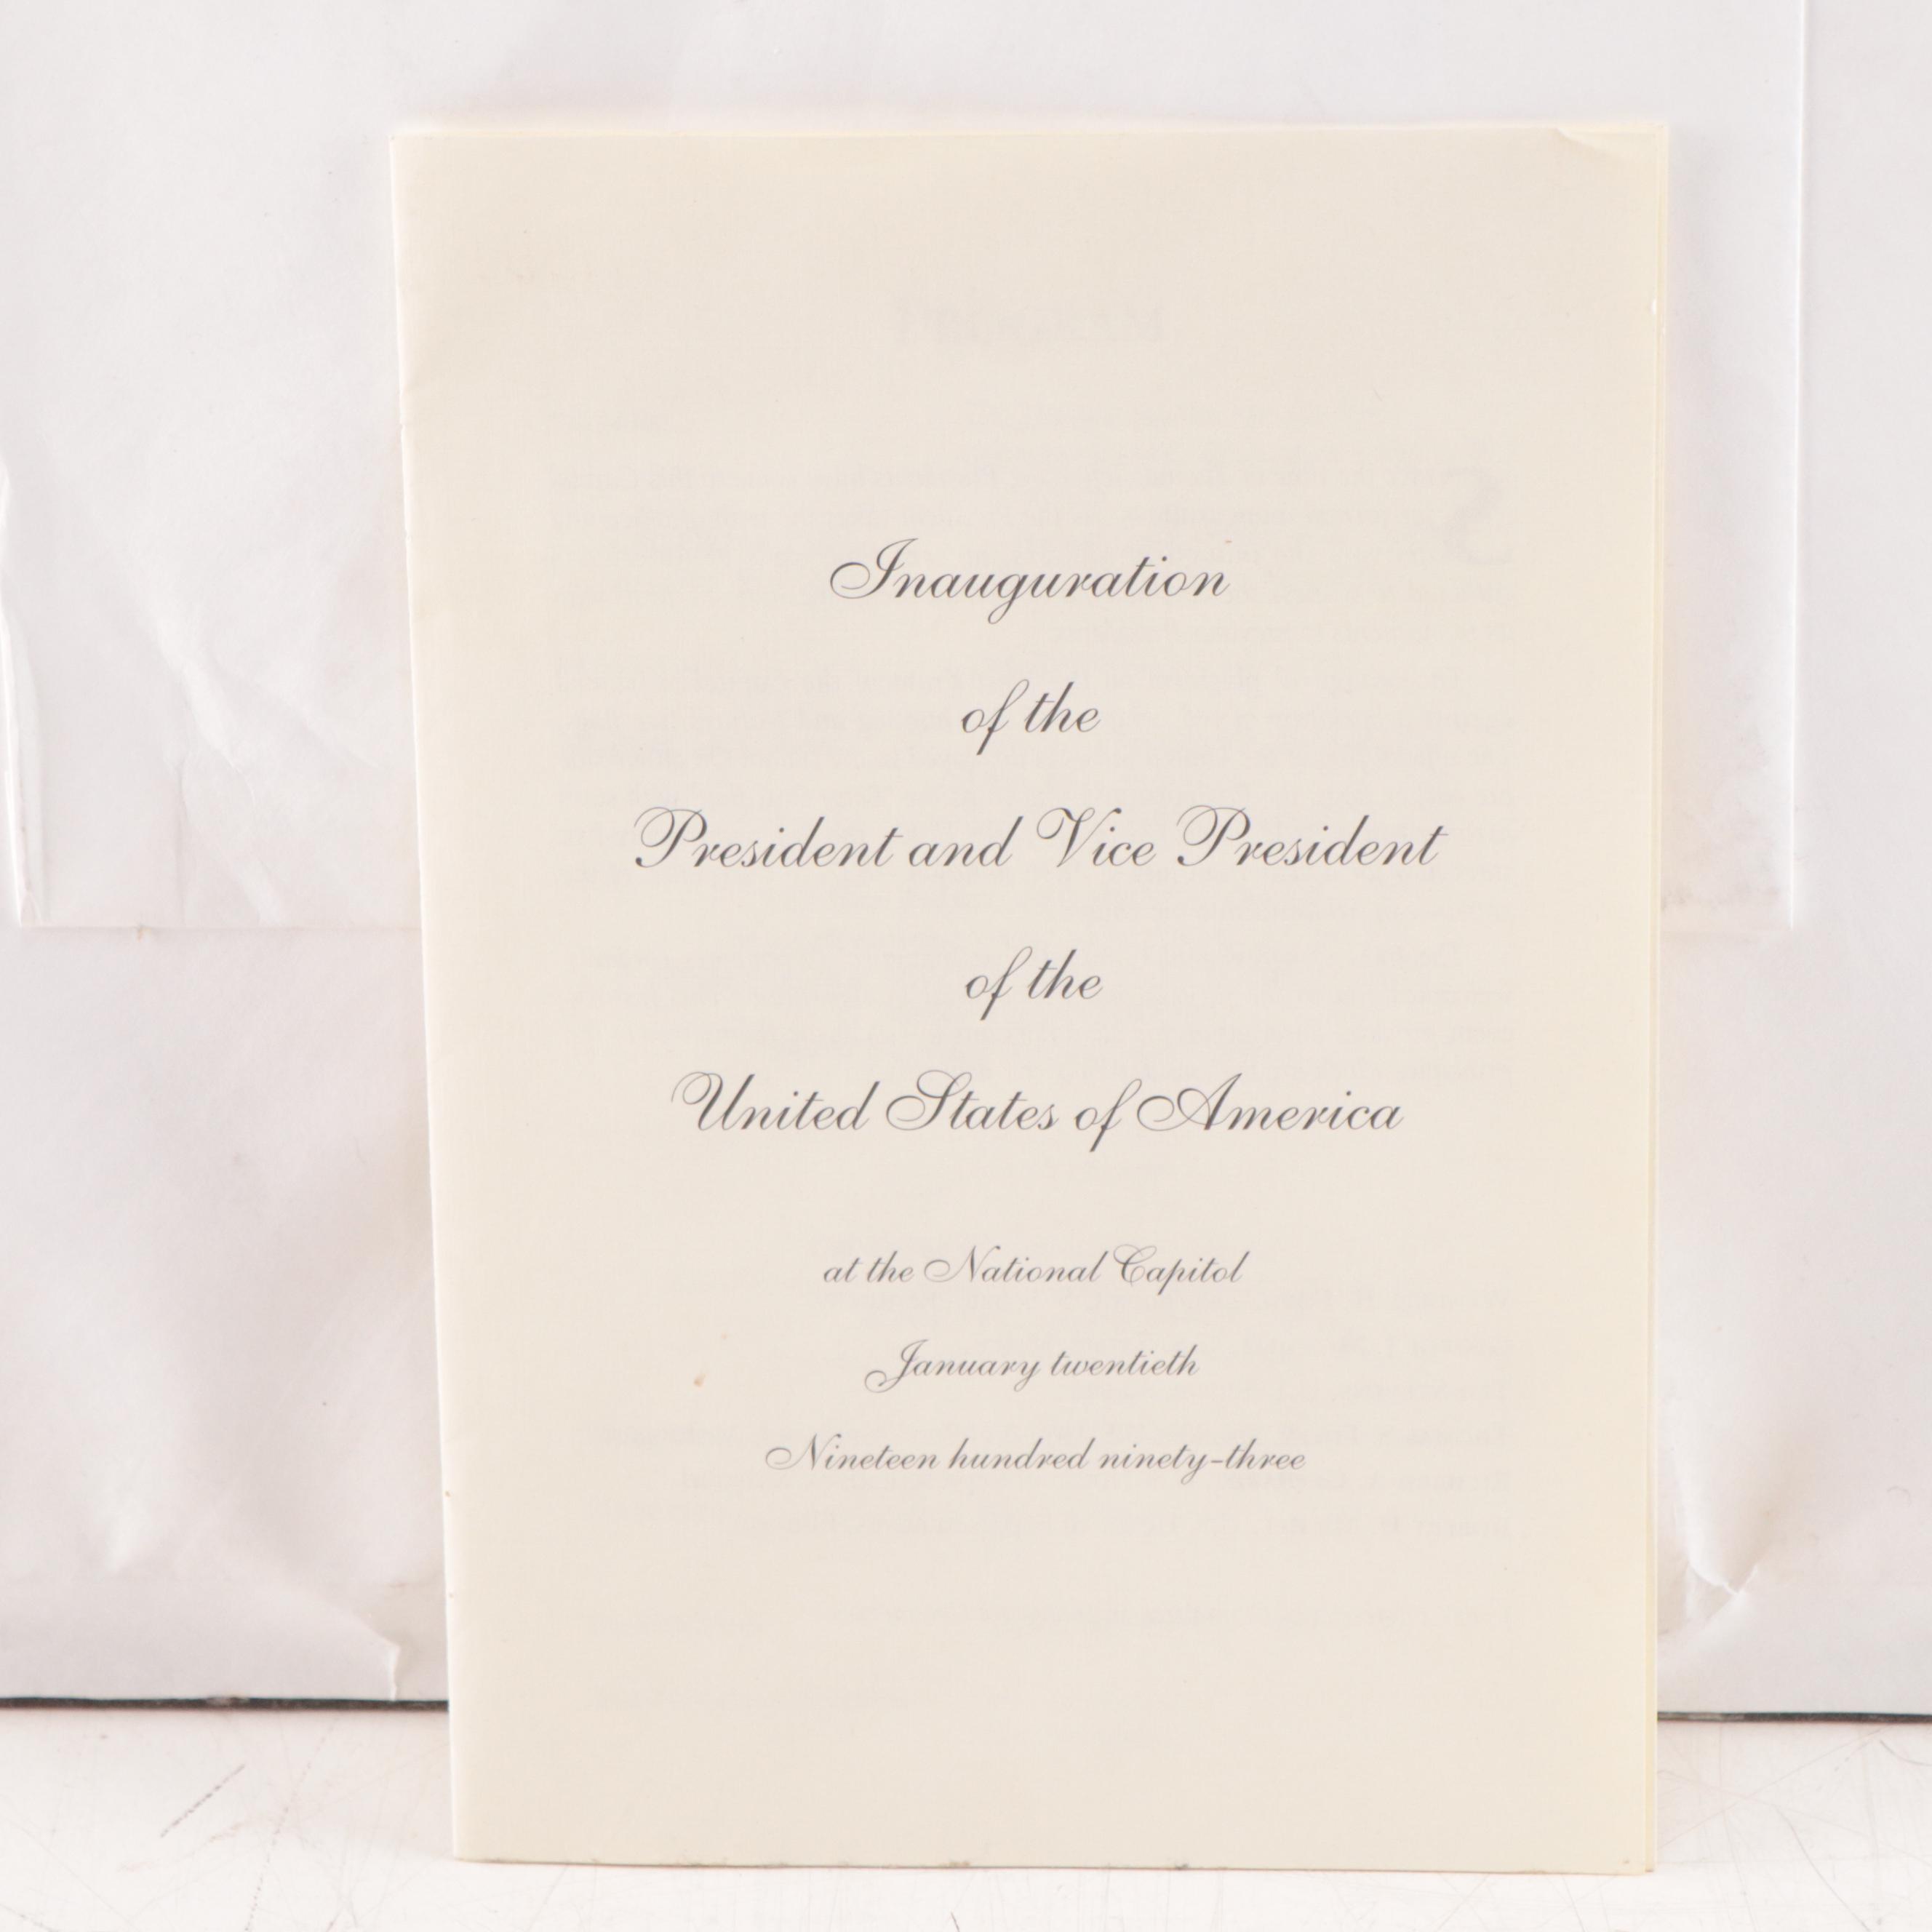 Inauguration
of the
President and Vice President
of the
United States of America
at the National Capitol
January twentieth
Nineteen hundred ninety-three